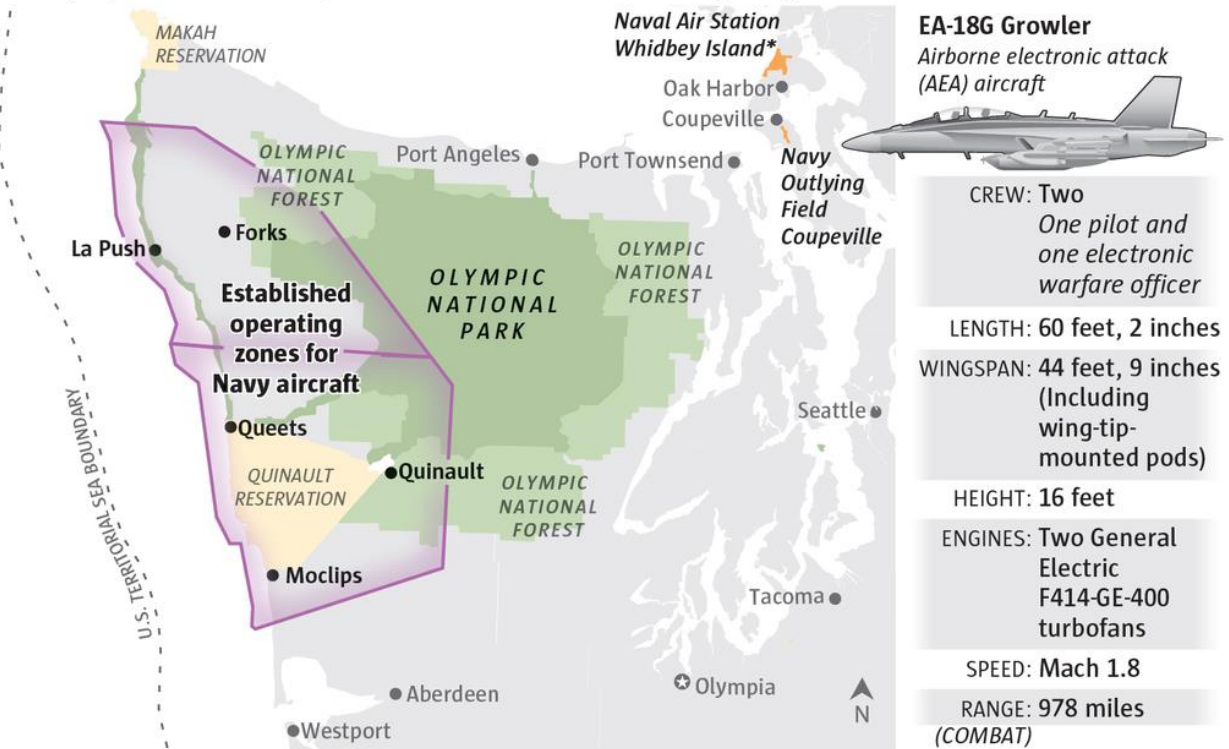 MAKAH
RESERVATION
Naval Air Station
Whidbey Island*
Oak Harbor
Coupeville
Navy
Outlying
Field
Coupeville
OLYMPIC
NATIONAL
FOREST
Port Angeles
Port Townsend
La Push
Forks
Established
operating
zones for
Navy aircraft
OLYMPIC
NATIONAL
PARK
OLYMPIC
NATIONAL
FOREST
Seattle
Queets
QUINAULT
RESERVATION
Quinault
OLYMPIC
NATIONAL
FOREST
U.S. TERRITORIAL SEA BOUNDARY
Moclips
Tacoma
Aberdeen
Olympia
N
Westport
EA-18G Growler
Airborne electronic attack
(AEA) aircraft
CREW: Two
One pilot and
one electronic
warfare officer
LENGTH: 60 feet, 2 inches
WINGSPAN: 44 feet, 9 inches
(Including
wing-tip-
mounted pods)
HEIGHT: 16 feet
ENGINES: Two General
Electric
F414-GE-400
turbofans
SPEED: Mach 1.8
RANGE: 978 miles
(COMBAT)